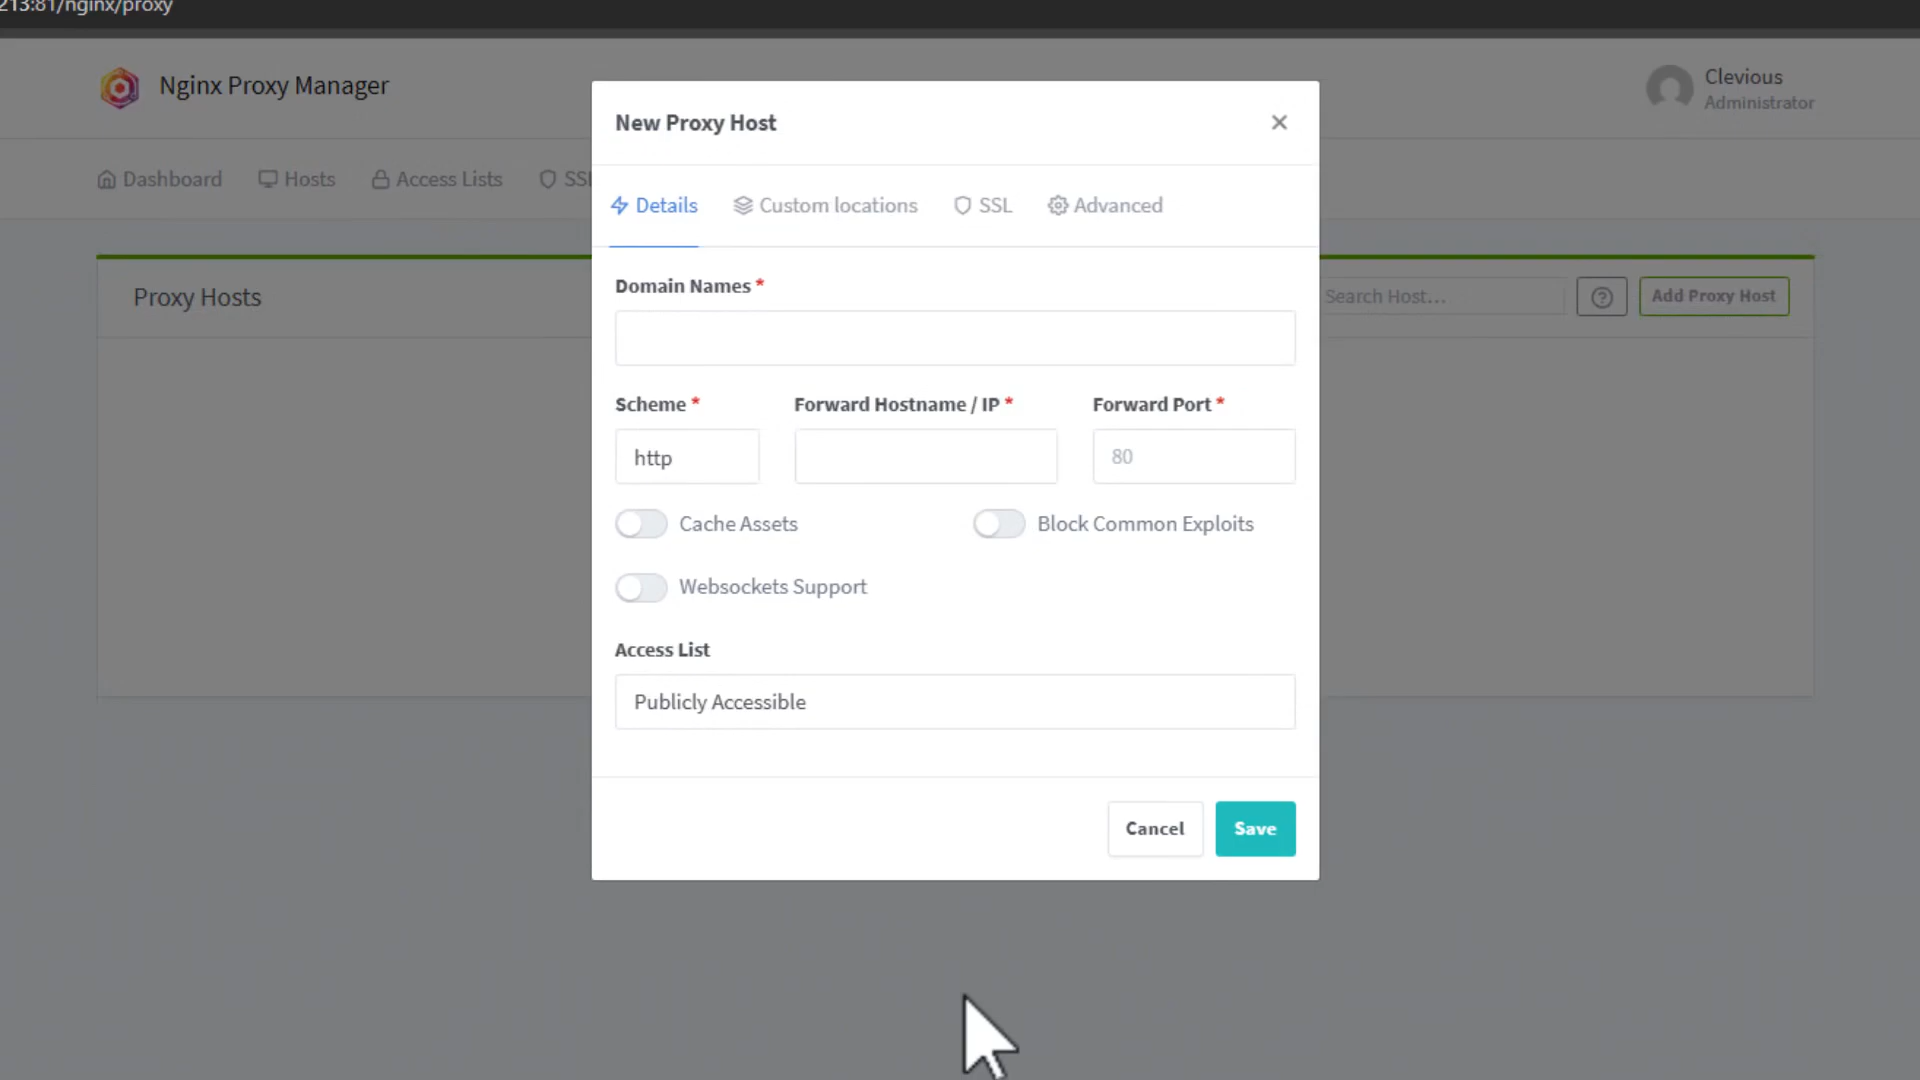 213:81/nginx/proxy
Nginx Proxy Manager
Clevious
Administrator
Dashboard
Hosts
Access Lists
SSL
New Proxy Host
Details
Custom locations
SSL
Advanced
Proxy Hosts
Search Host...
Add Proxy Host
Domain Names *
Scheme *
Forward Hostname / IP *
Forward Port *
http
80
Cache Assets
Block Common Exploits
Websockets Support
Access List
Publicly Accessible
Cancel
Save